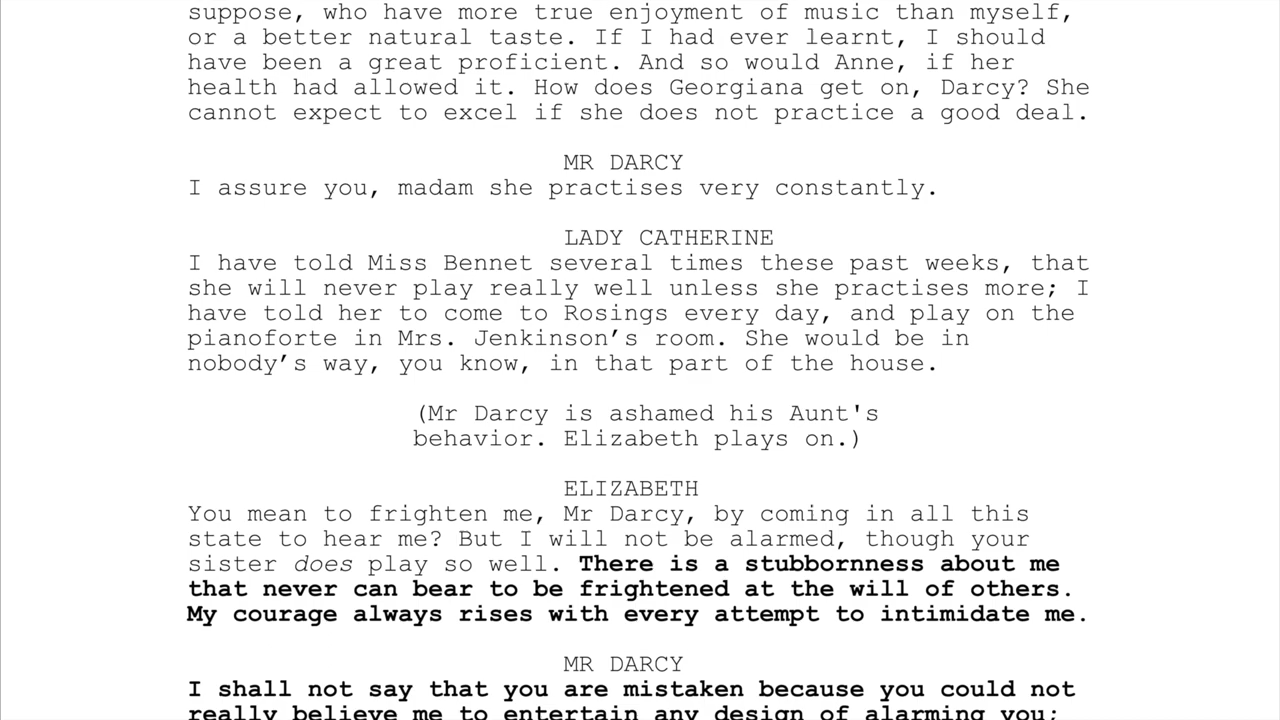 suppose, who have more true enjoyment of music than myself,
or a better natural taste. If I had ever learnt, I should
have been a great proficient. And so would Anne, if her
health had allowed it. How does Georgiana get on, Darcy? She
cannot expect to excel if she does not practice a good deal.
MR DARCY
I assure you, madam she practises very constantly.
LADY CATHERINE
I have told Miss Bennet several times these past weeks, that
she will never play really well unless she practises more; I
have told her to come to Rosings every day, and play on the
pianoforte in Mrs. Jenkinson’s room. She would be in
nobody’s way, you know, in that part of the house.
(Mr Darcy is ashamed his Aunt's
behavior. Elizabeth plays on.)
ELIZABETH
You mean to frighten me, Mr Darcy, by coming in all this
state to hear me? But I will not be alarmed, though your
sister does play so well. There is a stubbornness about me
that never can bear to be frightened at the will of others.
My courage always rises with every attempt to intimidate me.
MR DARCY
I shall not say that you are mistaken because you could not
really believe me to entertain any design of alarming you;